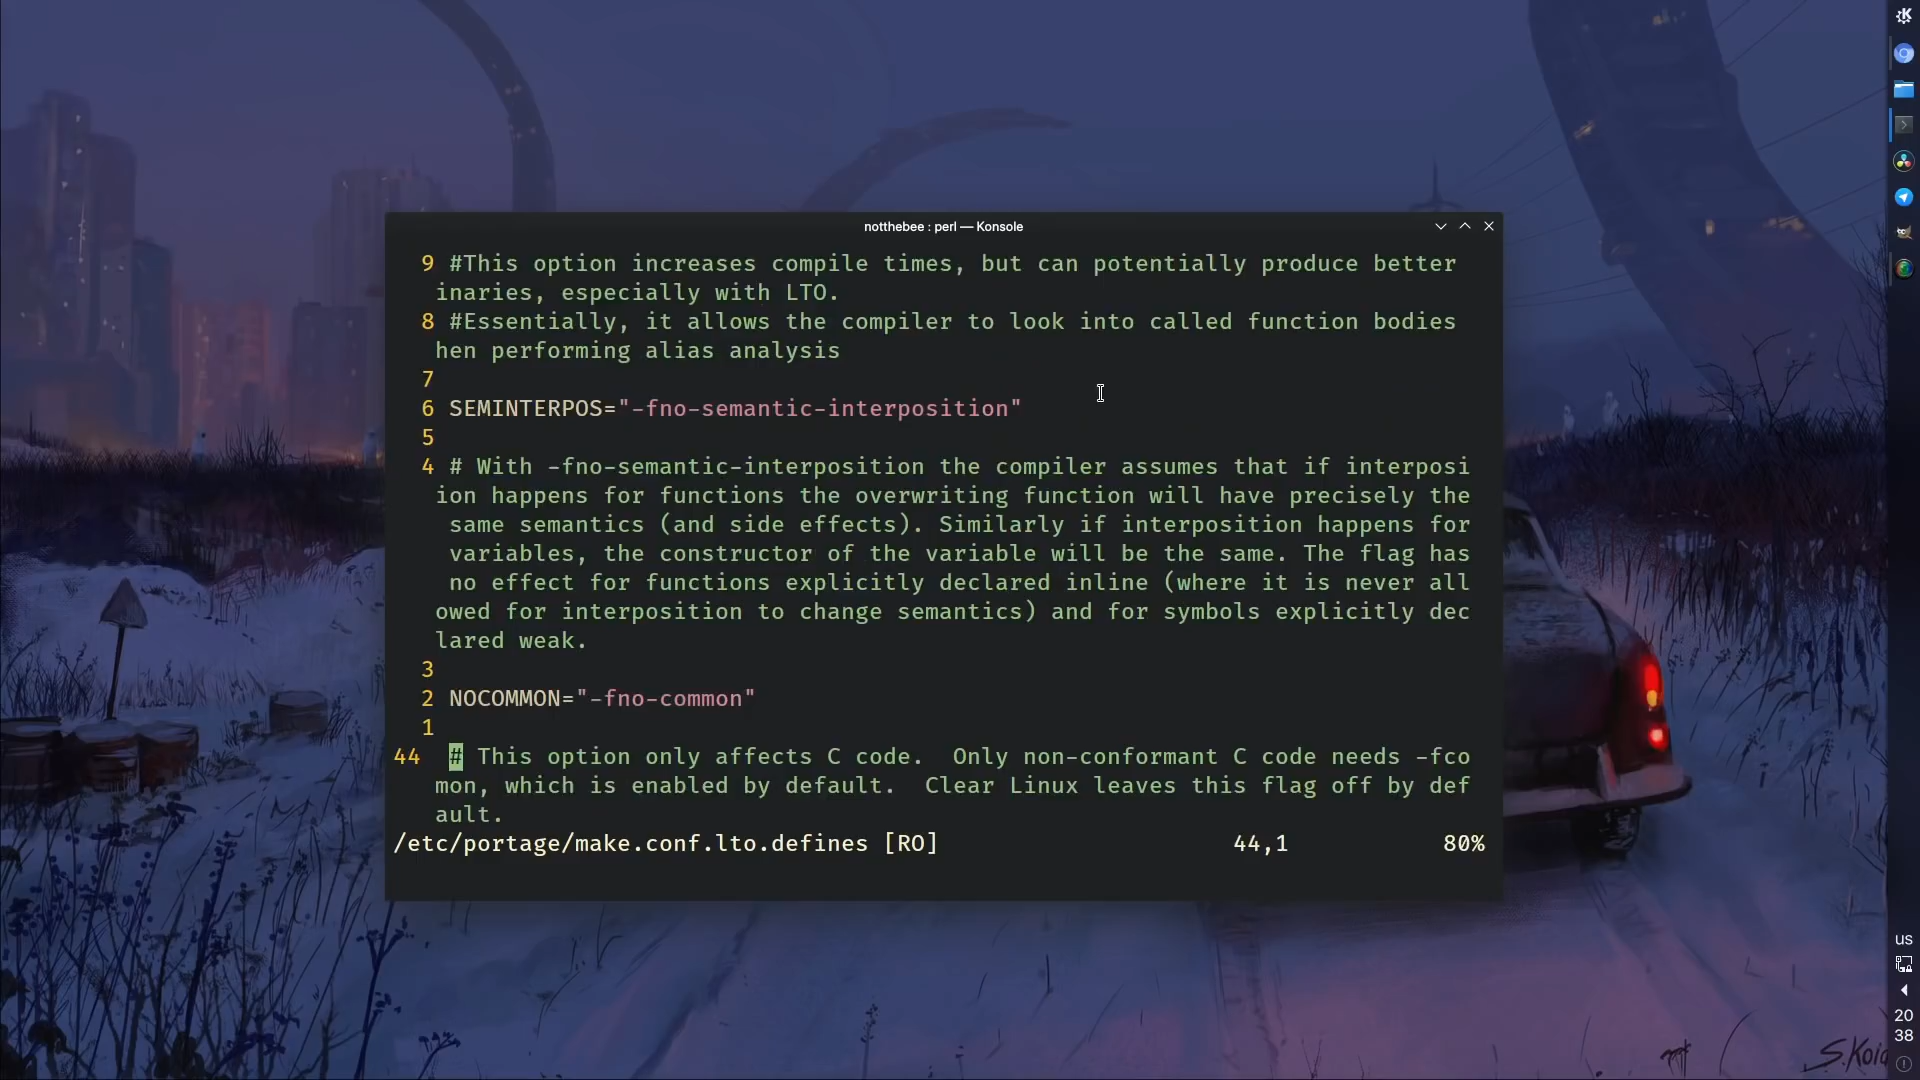 notthebee : perl — Konsole
9 #This option increases compile times, but can potentially produce better
inaries, especially with LTO.
8 #Essentially, it allows the compiler to look into called function bodies
hen performing alias analysis
7
6 SEMINTERPOS="-fno-semantic-interposition"
5
4 # With -fno-semantic-interposition the compiler assumes that if interposi
ion happens for functions the overwriting function will have precisely the
same semantics (and side effects). Similarly if interposition happens for
variables, the constructor of the variable will be the same. The flag has
no effect for functions explicitly declared inline (where it is never all
owed for interposition to change semantics) and for symbols explicitly dec
lared weak.
3
2 NOCOMMON="-fno-common"
1
44 # This option only affects C code.  Only non-conformant C code needs -fco
mon, which is enabled by default.  Clear Linux leaves this flag off by def
ault.
/etc/portage/make.conf.lto.defines [RO] 44,1 80%
us
20
38